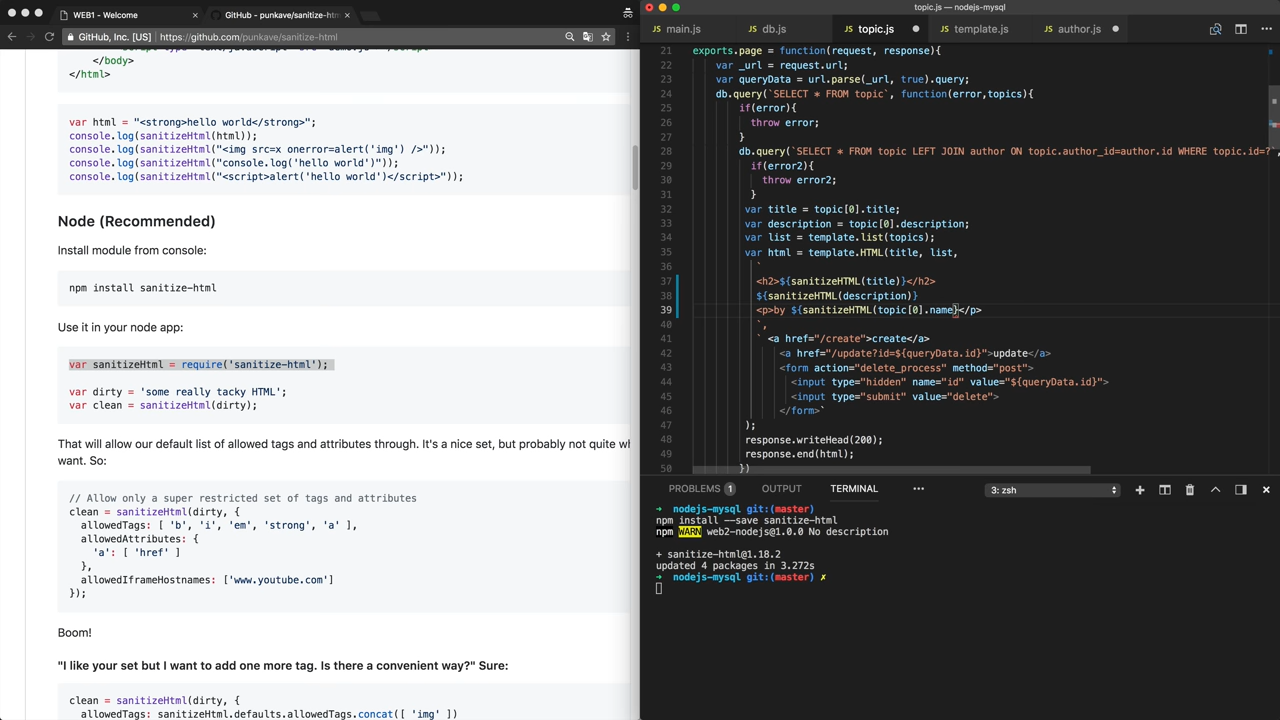 WEB1 - Welcome
GitHub - punkave/sanitize-htm
GitHub, Inc. [US] | https://github.com/punkave/sanitize-html
</body>
</html>
var html = "<strong>hello world</strong>";
console.log(sanitizeHtml(html));
console.log(sanitizeHtml("<img src=x onerror=alert('img') />"));
console.log(sanitizeHtml("console.log('hello world')"));
console.log(sanitizeHtml("<script>alert('hello world')</script>"));
Node (Recommended)
Install module from console:
npm install sanitize-html
Use it in your node app:
var sanitizeHtml = require('sanitize-html');
var dirty = 'some really tacky HTML';
var clean = sanitizeHtml(dirty);
That will allow our default list of allowed tags and attributes through. It's a nice set, but probably not quite wh
want. So:
// Allow only a super restricted set of tags and attributes
clean = sanitizeHtml(dirty, {
allowedTags: [ 'b', 'i', 'em', 'strong', 'a' ],
allowedAttributes: {
'a': [ 'href' ]
},
allowedIframeHostnames: ['www.youtube.com']
});
Boom!
"I like your set but I want to add one more tag. Is there a convenient way?" Sure:
clean = sanitizeHtml(dirty, {
allowedTags: sanitizeHtml.defaults.allowedTags.concat([ 'img' ])
topic.js — nodejs-mysql
main.js
db.js
topic.js
template.js
author.js
21 exports.page = function(request, response){
22 var _url = request.url;
23 var queryData = url.parse(_url, true).query;
24 db.query(`SELECT * FROM topic`, function(error,topics){
25 if(error){
26 throw error;
27 }
28 db.query(`SELECT * FROM topic LEFT JOIN author ON topic.author_id=author.id WHERE topic.id=?`,
29 if(error2){
30 throw error2;
31 }
32 var title = topic[0].title;
33 var description = topic[0].description;
34 var list = template.list(topics);
35 var html = template.HTML(title, list,
36 `
37 <h2>${sanitizeHTML(title)}</h2>
38 ${sanitizeHTML(description)}
39 <p>by ${sanitizeHTML(topic[0].name}</p>
40 `,
41 ` <a href="/create">create</a>
42 <a href="/update?id=${queryData.id}">update</a>
43 <form action="delete_process" method="post">
44 <input type="hidden" name="id" value="${queryData.id}">
45 <input type="submit" value="delete">
46 </form>`
47 );
48 response.writeHead(200);
49 response.end(html);
50 })
PROBLEMS 1 OUTPUT TERMINAL ••• 3: zsh
➜ nodejs-mysql git:(master)
npm install --save sanitize-html
npm WARN web2-nodejs@1.0.0 No description
+ sanitize-html@1.18.2
updated 4 packages in 3.272s
➜ nodejs-mysql git:(master) ✗